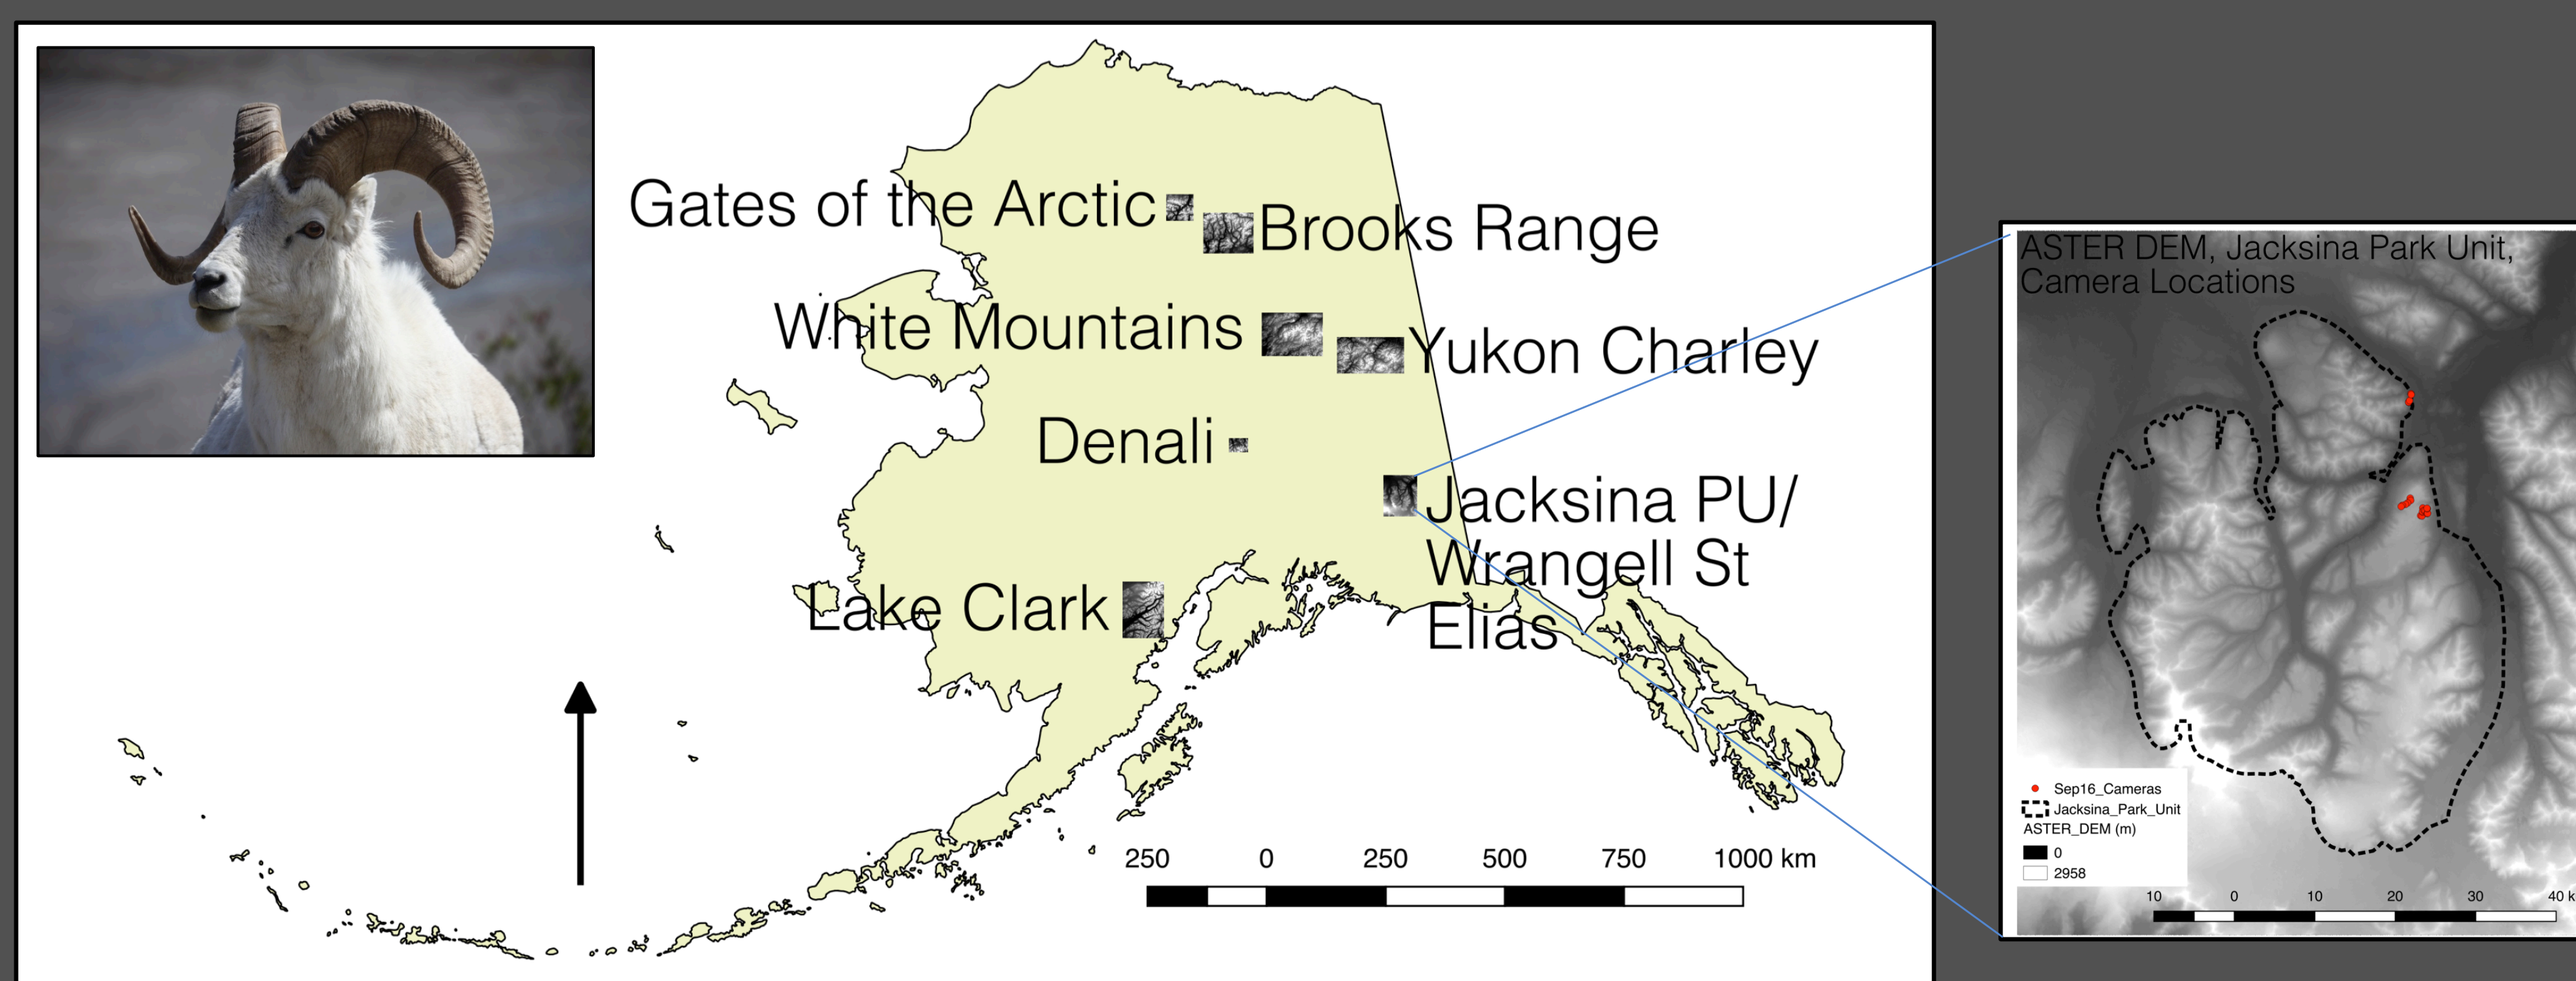 Gates of the Arctic
Brooks Range
White Mountains
Yukon Charley
Denali
Jacksina PU/
Wrangell St
Elias
Lake Clark
250 0 250 500 750 1000 km
ASTER DEM, Jacksina Park Unit,
Camera Locations
Sep16_Cameras
Jacksina_Park_Unit
ASTER_DEM (m)
0
2958
10 0 10 20 30 40 k